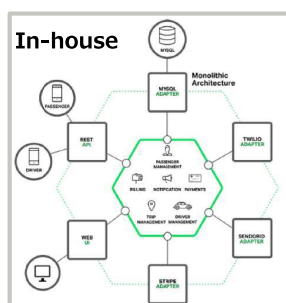 In-house
MYSQL
Monolithic
Architecture
MYSQL
ADAPTER
PASSENGER
REST
API
TWILIO
ADAPTER
DRIVER
PASSENGER
MANAGEMENT
BILLING
NOTIFICATION
PAYMENTS
TRIP
MANAGEMENT
DRIVER
MANAGEMENT
WEB
UI
SENDGRID
ADAPTER
STRIPE
ADAPTER